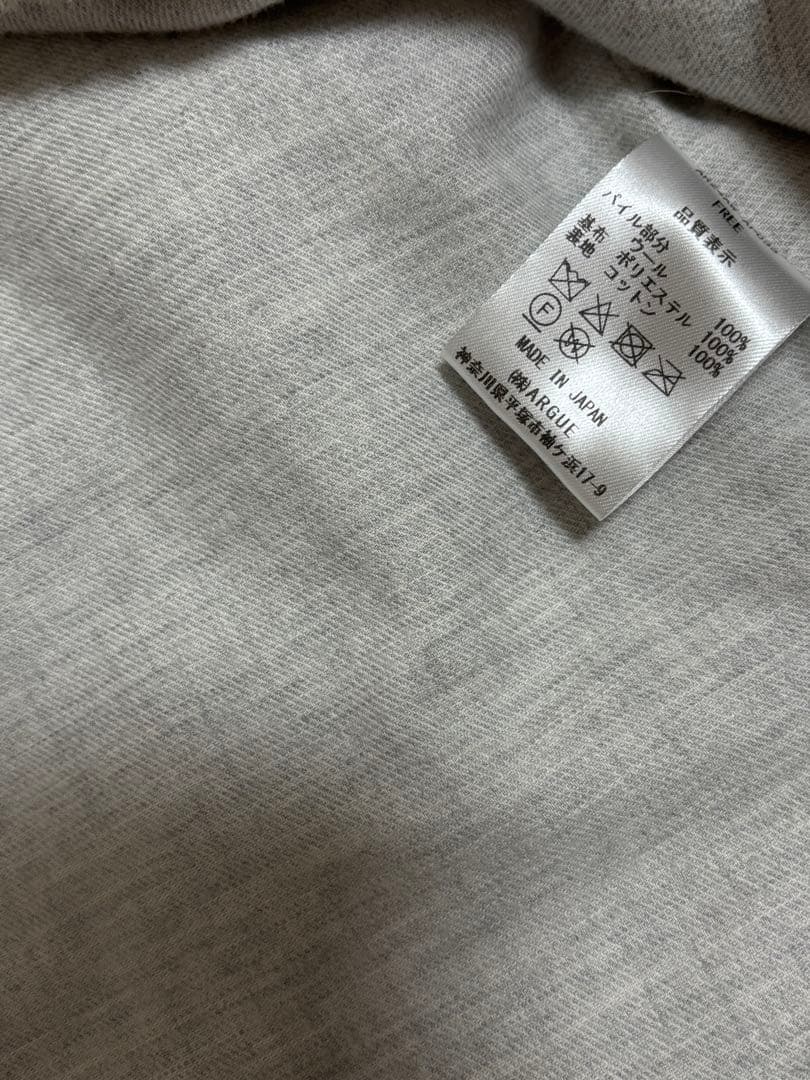 FREE
品質表示
パイル部分 ウール 100%
基布 ポリエステル 100%
裏地 コットン 100%
F
W
MADE IN JAPAN
㈱ARGUE
神奈川県平塚市袖ケ浜17-9